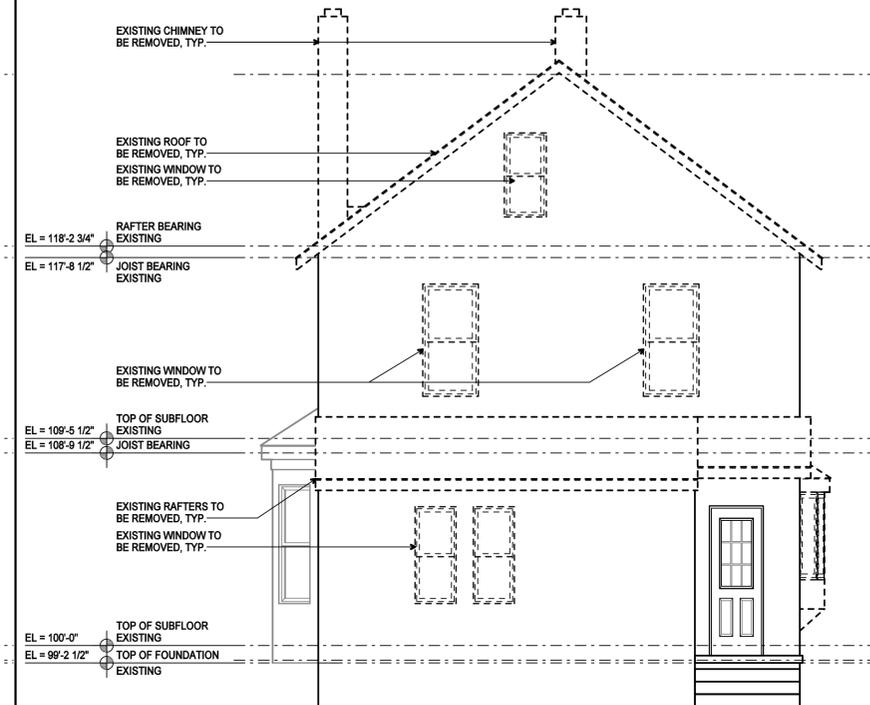 EXISTING CHIMNEY TO
BE REMOVED, TYP.
EXISTING ROOF TO
BE REMOVED, TYP.
EXISTING WINDOW TO
BE REMOVED, TYP.
RAFTER BEARING
EL = 118'-2 3/4" EXISTING
EL = 117'-8 1/2" JOIST BEARING
EXISTING
EXISTING WINDOW TO
BE REMOVED, TYP.
TOP OF SUBFLOOR
EL = 109'-5 1/2" EXISTING
EL = 108'-9 1/2" JOIST BEARING
EXISTING RAFTERS TO
BE REMOVED, TYP.
EXISTING WINDOW TO
BE REMOVED, TYP.
TOP OF SUBFLOOR
EL = 100'-0" EXISTING
EL = 99'-2 1/2" TOP OF FOUNDATION
EXISTING